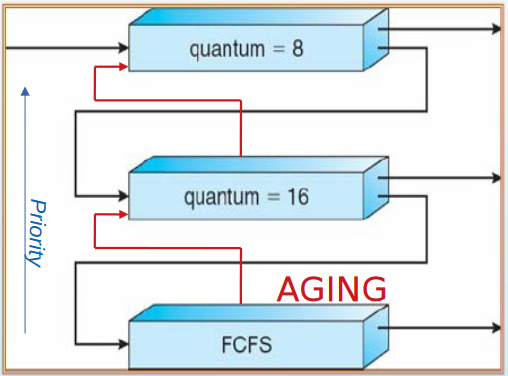 quantum = 8
quantum = 16
Priority
AGING
FCFS